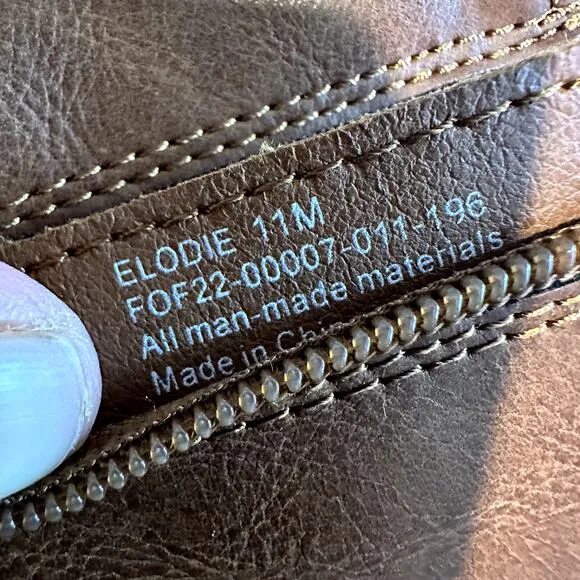 ELODIE 11M
FOF22-00007-011-196
All man-made materials
Made in